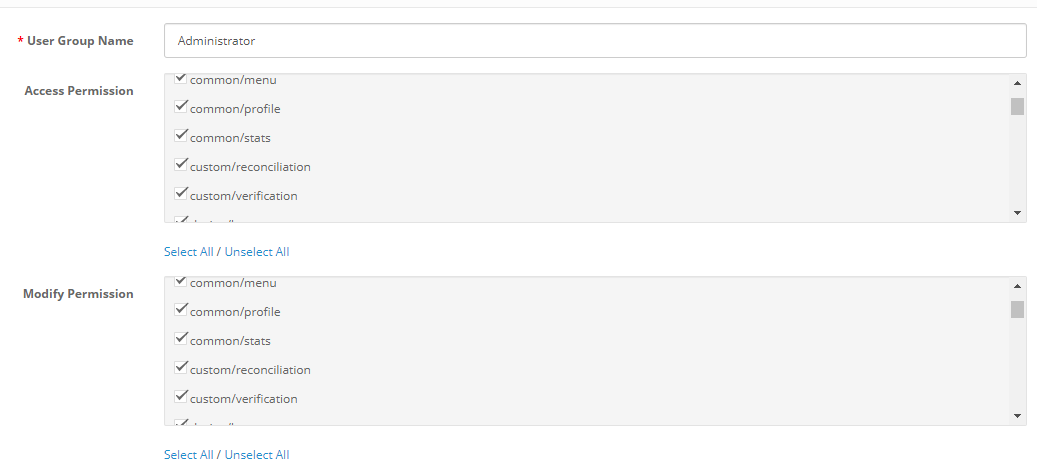 * User Group Name
Administrator
Access Permission
common/menu
common/profile
common/stats
custom/reconciliation
custom/verification
Select All / Unselect All
Modify Permission
common/menu
common/profile
common/stats
custom/reconciliation
custom/verification
Select All / Unselect All